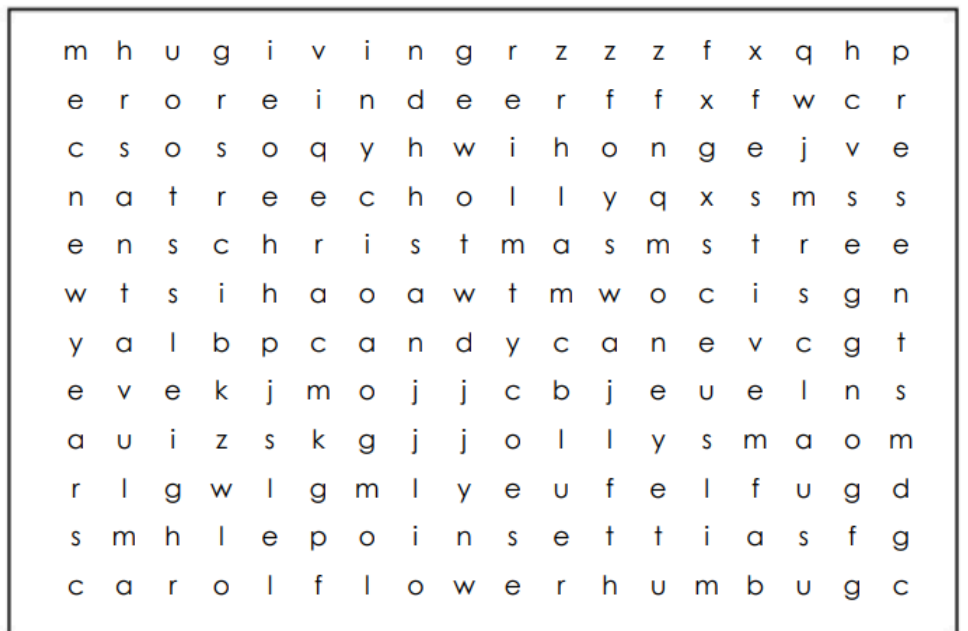 m h u g i v i n g r z z z f x q h p
e r o r e i n d e e r f f x f w c r
c s o s o q y h w i h o n g e j v e
n a t r e e c h o l l y q x s m s s
e n s c h r i s t m a s m s t r e e
w t s i h a o a w t m w o c i s g n
y a l b p c a n d y c a n e v c g t
e v e k j m o j j c b j e u e l n s
a u i z s k g j j o l l y s m a o m
r l g w l g m l y e u f e l f u g d
s m h l e p o i n s e t t i a s f g
c a r o l f l o w e r h u m b u g c